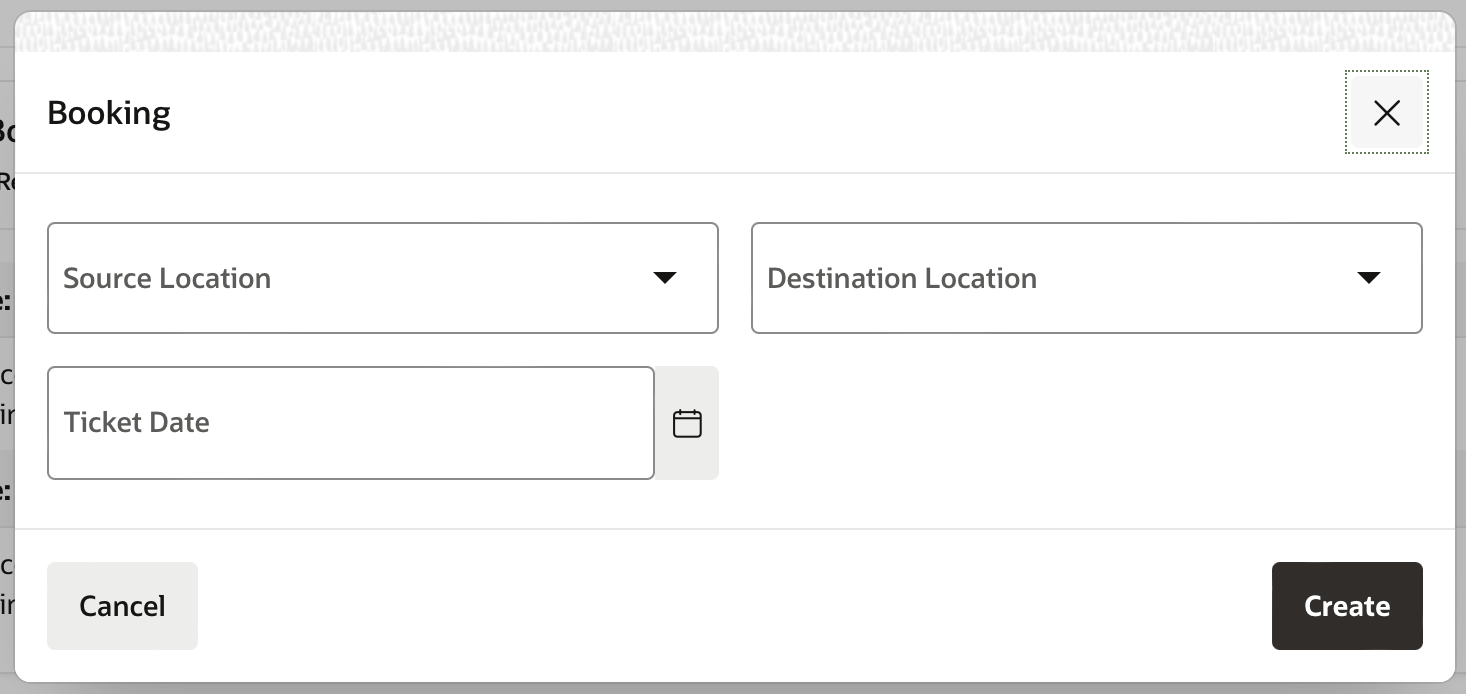 Booking
Source Location
Destination Location
Ticket Date
Cancel
Create